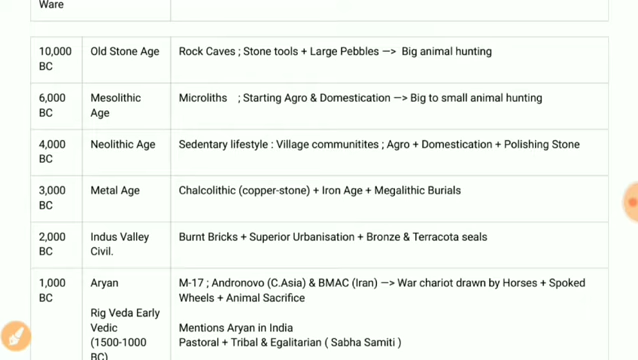 Ware
10,000 BC Old Stone Age Rock Caves ; Stone tools + Large Pebbles —> Big animal hunting
6,000 BC Mesolithic Age Microliths ; Starting Agro & Domestication —> Big to small animal hunting
4,000 BC Neolithic Age Sedentary lifestyle : Village communitites ; Agro + Domestication + Polishing Stone
3,000 BC Metal Age Chalcolithic (copper-stone) + Iron Age + Megalithic Burials
2,000 BC Indus Valley Civil. Burnt Bricks + Superior Urbanisation + Bronze & Terracota seals
1,000 BC Aryan M-17 ; Andronovo (C.Asia) & BMAC (Iran) —> War chariot drawn by Horses + Spoked
Wheels + Animal Sacrifice
Rig Veda Early
Vedic Mentions Aryan in India
(1500-1000 Pastoral + Tribal & Egalitarian ( Sabha Samiti )
BC)